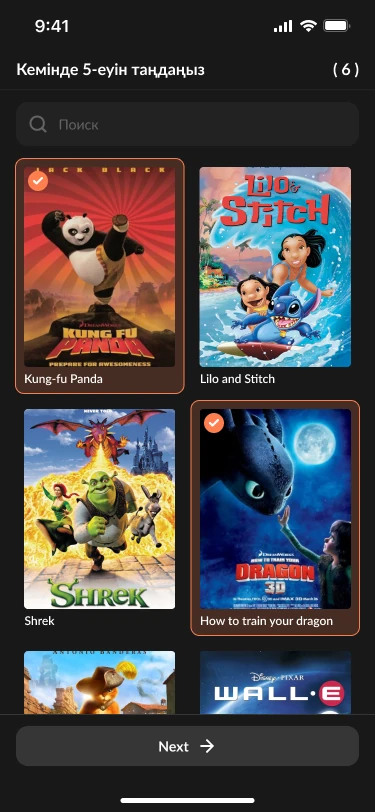 9:41
Кемінде 5-еуін таңдаңыз
( 6 )
Поиск
JACK BLACK
DreamWorks
KUNG FU
PANDA
PREPARE FOR AWESOMENESS
Kung-fu Panda
LiLO &
STiTCH
Lilo and Stitch
SHREK
Shrek
DreamWorks
HOW TO TRAIN YOUR
DRAGON
3D
How to train your dragon
ANTONIO BANDERAS
Disney · PIXAR
WALL·E
Next